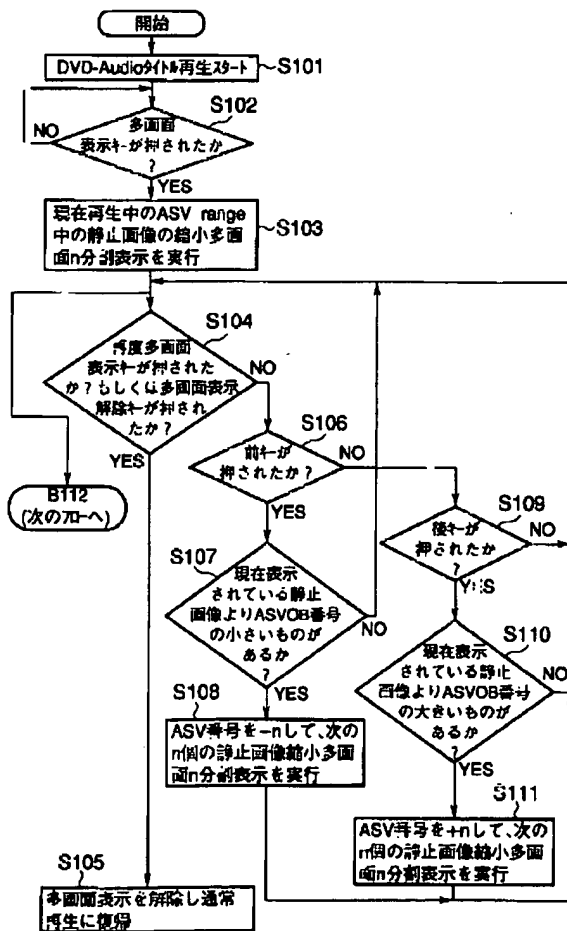 開始
DVD-Audioタイトル再生スタート
S101
S102
多画面
表示キーが押されたか
?
NO
YES
現在再生中のASV range
中の静止画像の縮小多画
面n分割表示を実行
S103
S104
再度多画面
表示キーが押された
か?もしくは多画面表示
解除キーが押され
たか?
NO
YES
B112
(次のフローへ)
S106
前キーが
押されたか?
NO
YES
S107
現在表示
されている静止
画像よりASVOB番号
の小さいものが
あるか
?
NO
YES
S108
ASV番号を-nして、次の
n個の静止画像縮小多画
面n分割表示を実行
S109
後キーが
押されたか?
NO
YES
S110
現在表示
されている静止
画像よりASVOB番号
の大きいものが
あるか
?
NO
YES
S111
ASV番号を+nして、次の
n個の静止画像縮小多画
面n分割表示を実行
S105
多画面表示を解除し通常
再生に復帰